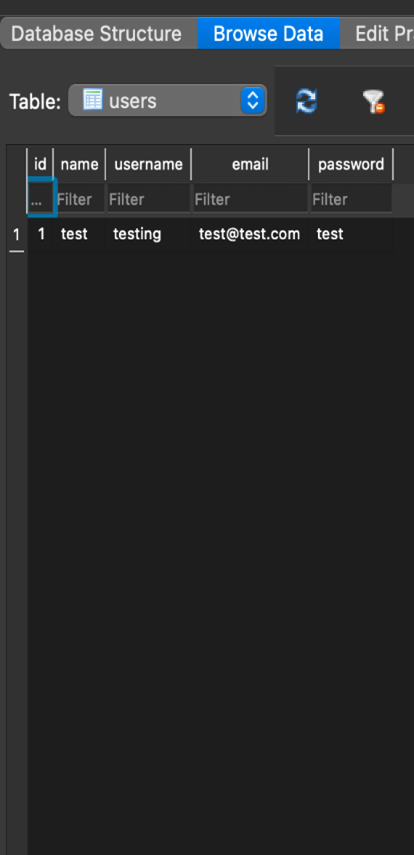 Database Structure Browse Data Edit Pr
Table: users
id name username email password
... Filter Filter Filter Filter
1 1 test testing test@test.com test